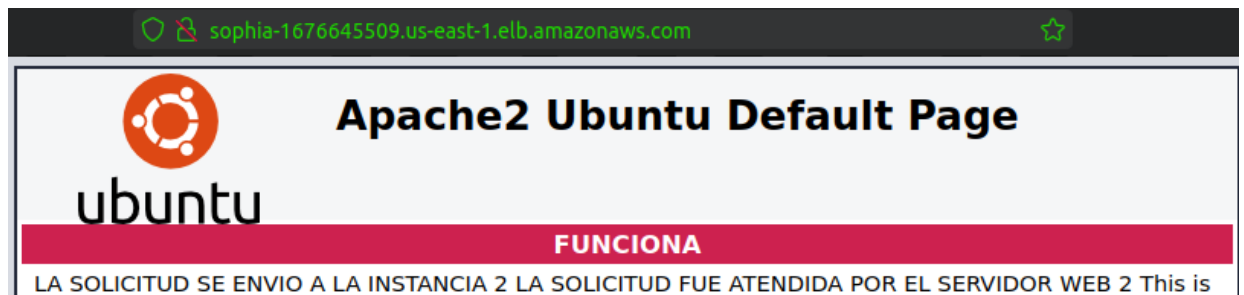 sophia-1676645509.us-east-1.elb.amazonaws.com
Apache2 Ubuntu Default Page
ubuntu
FUNCIONA
LA SOLICITUD SE ENVIO A LA INSTANCIA 2 LA SOLICITUD FUE ATENDIDA POR EL SERVIDOR WEB 2 This is